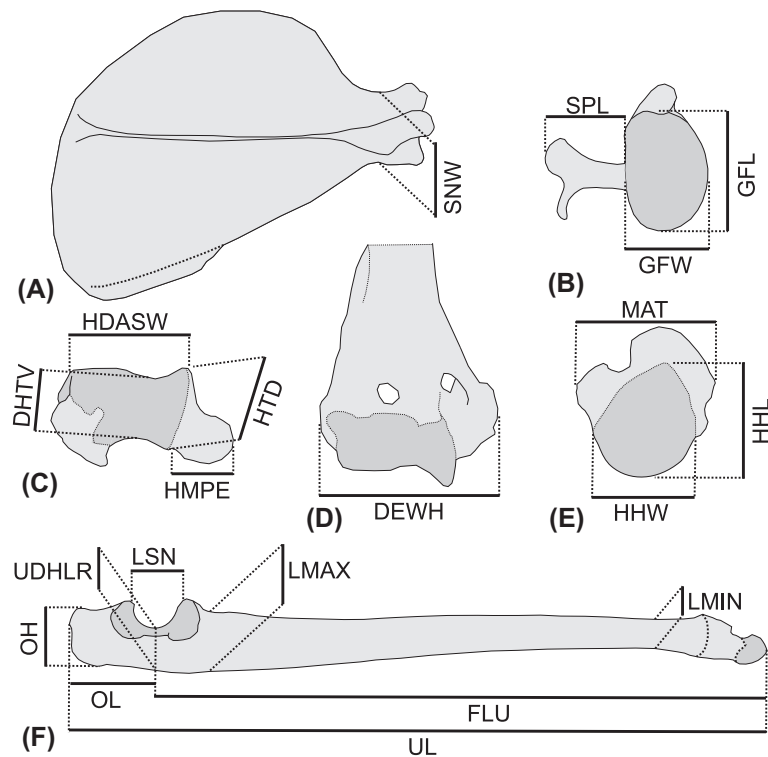 SNW
(A)
SPL
GFL
GFW
(B)
HDASW
DHTV
HTD
HMPE
(C)
DEWH
(D)
MAT
HHL
HHW
(E)
UDHLR
LSN
LMAX
LMIN
OH
OL
FLU
UL
(F)